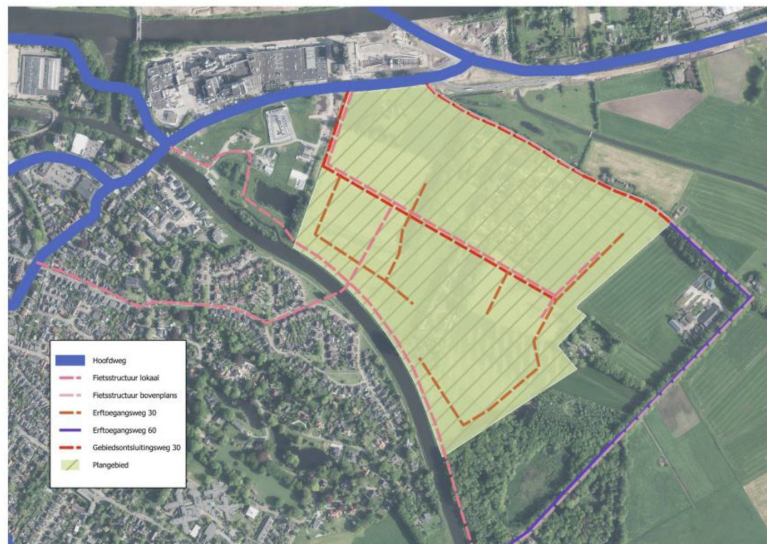 Hoofdweg
Fietsstructuur lokaal
Fietsstructuur bovenplans
Erftoegangsweg 30
Erftoegangsweg 60
Gebiedsontsluitingsweg 30
Plangebied